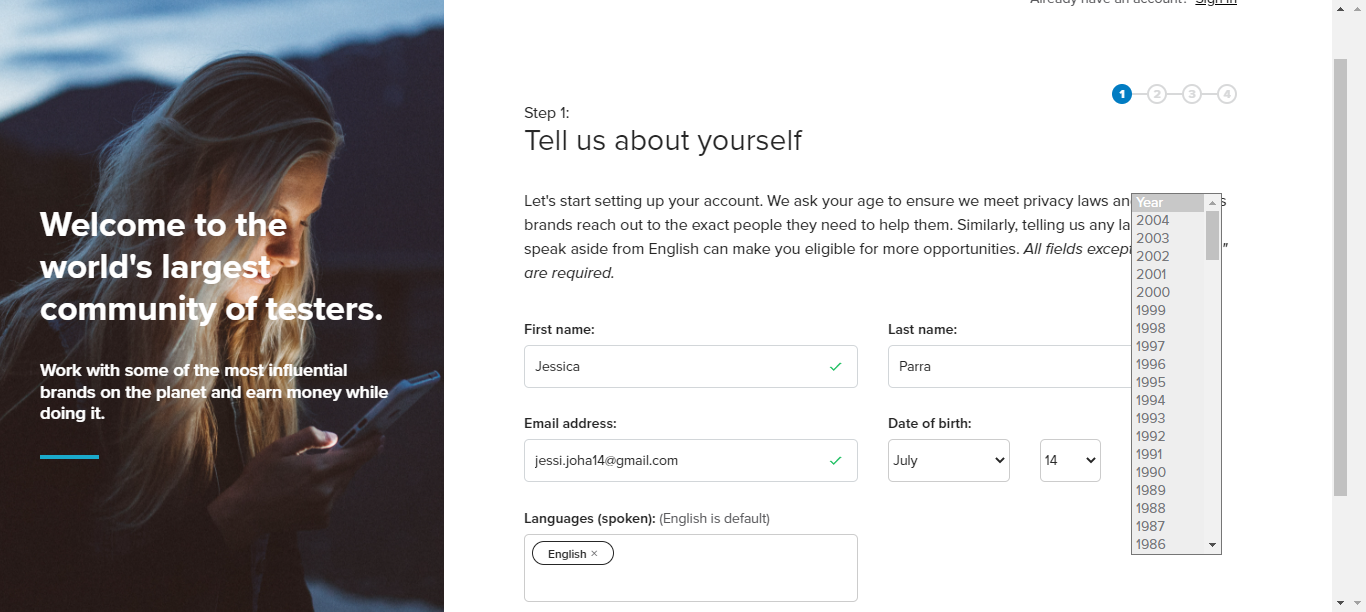 Already have an account? Sign in
1 2 3 4
Step 1:
Tell us about yourself
Let's start setting up your account. We ask your age to ensure we meet privacy laws an s
brands reach out to the exact people they need to help them. Similarly, telling us any la
speak aside from English can make you eligible for more opportunities. All fields except "
are required.
First name:
Jessica
Last name:
Parra
Email address:
jessi.joha14@gmail.com
Date of birth:
July
14
Year
2004
2003
2002
2001
2000
1999
1998
1997
1996
1995
1994
1993
1992
1991
1990
1989
1988
1987
1986
Languages (spoken): (English is default)
English ×
Welcome to the
world's largest
community of testers.
Work with some of the most influential
brands on the planet and earn money while
doing it.